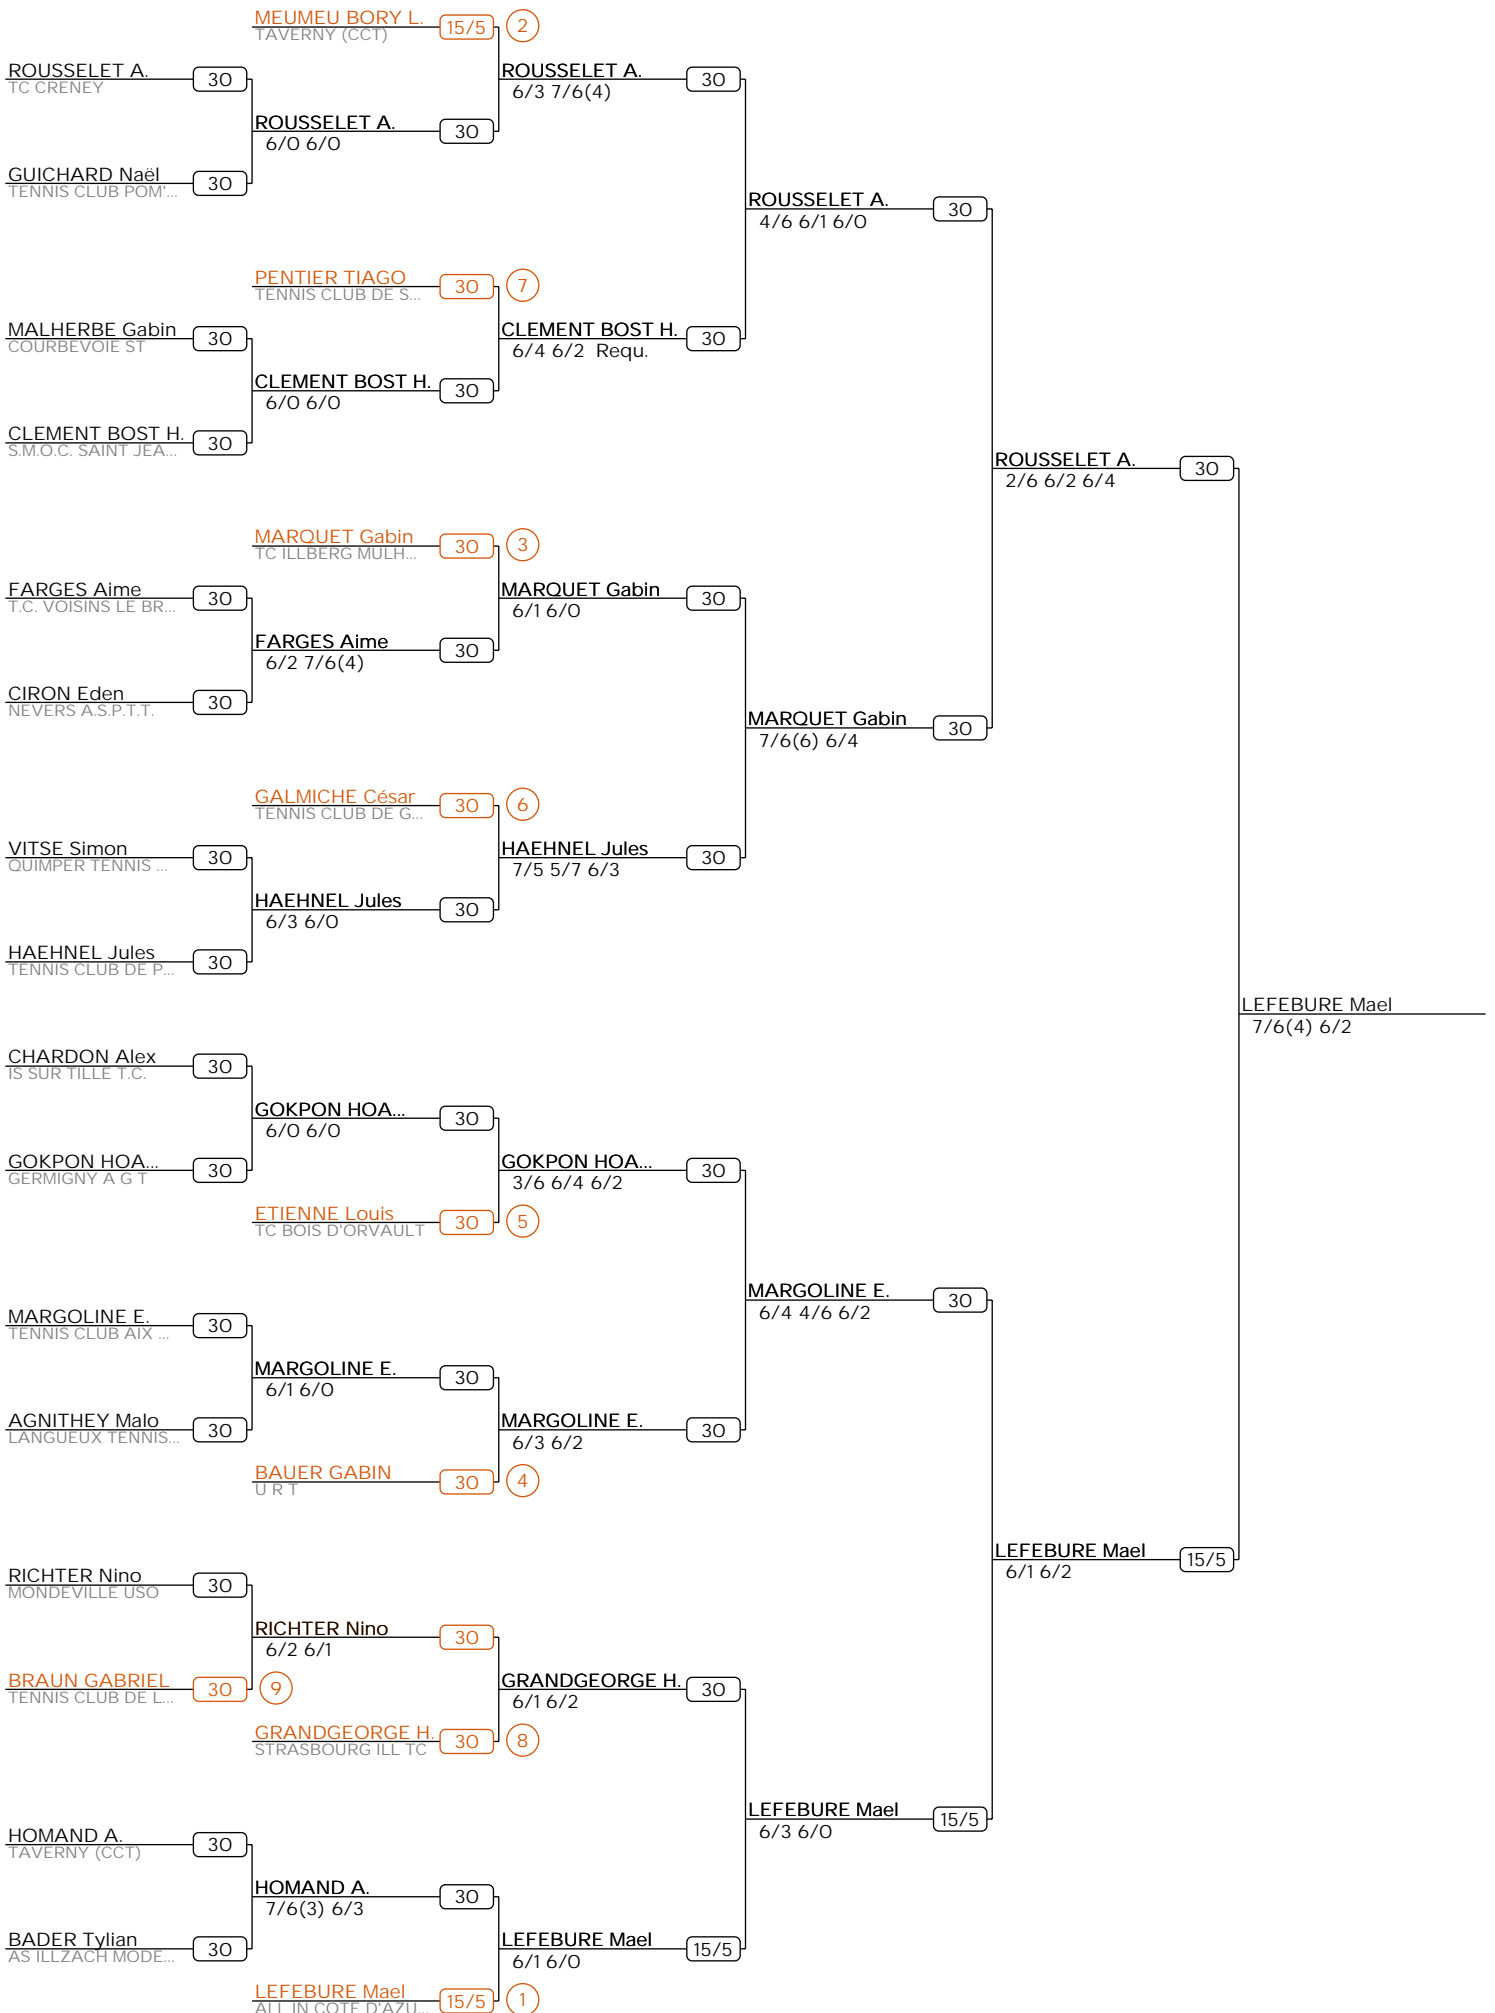 MEUMEU BORY L.
15/5
2
TAVERNY (CCT)
ROUSSELET A.
30
TC CRENEY
ROUSSELET A.
30
6/3 7/6(4)
ROUSSELET A.
30
6/0 6/0
GUICHARD Naël
30
TENNIS CLUB POM'...
ROUSSELET A.
30
4/6 6/1 6/0
PENTIER TIAGO
30
7
TENNIS CLUB DE S...
MALHERBE Gabin
30
COURBEVOIE ST
CLEMENT BOST H.
30
6/4 6/2 Requ.
CLEMENT BOST H.
30
6/0 6/0
CLEMENT BOST H.
30
S.M.O.C. SAINT JEA...
ROUSSELET A.
30
2/6 6/2 6/4
MARQUET Gabin
30
3
TC ILLBERG MULH...
FARGES Aime
30
T.C. VOISINS LE BR...
MARQUET Gabin
30
6/1 6/0
FARGES Aime
30
6/2 7/6(4)
CIRON Eden
30
NEVERS A.S.P.T.T.
MARQUET Gabin
30
7/6(6) 6/4
GALMICHE César
30
6
TENNIS CLUB DE G...
VITSE Simon
30
QUIMPER TENNIS ...
HAEHNEL Jules
30
7/5 5/7 6/3
HAEHNEL Jules
30
6/3 6/0
HAEHNEL Jules
30
TENNIS CLUB DE P...
LEFEBURE Mael
7/6(4) 6/2
CHARDON Alex
30
IS SUR TILLE T.C.
GOKPON HOA...
30
6/0 6/0
GOKPON HOA...
30
GERMIGNY A G T
GOKPON HOA...
30
3/6 6/4 6/2
ETIENNE Louis
30
5
TC BOIS D'ORVAULT
MARGOLINE E.
30
6/4 4/6 6/2
MARGOLINE E.
30
TENNIS CLUB AIX ...
MARGOLINE E.
30
6/1 6/0
AGNITHEY Malo
30
LANGUEUX TENNIS...
MARGOLINE E.
30
6/3 6/2
BAUER GABIN
30
4
U R T
LEFEBURE Mael
15/5
6/1 6/2
RICHTER Nino
30
MONDEVILLE USO
RICHTER Nino
30
6/2 6/1
BRAUN GABRIEL
30
9
TENNIS CLUB DE L...
GRANDGEORGE H.
30
6/1 6/2
GRANDGEORGE H.
30
8
STRASBOURG ILL TC
LEFEBURE Mael
15/5
6/3 6/0
HOMAND A.
30
TAVERNY (CCT)
HOMAND A.
30
7/6(3) 6/3
BADER Tylian
30
AS ILLZACH MODE...
LEFEBURE Mael
15/5
6/1 6/0
LEFEBURE Mael
15/5
1
ALL IN COTE D'AZU...